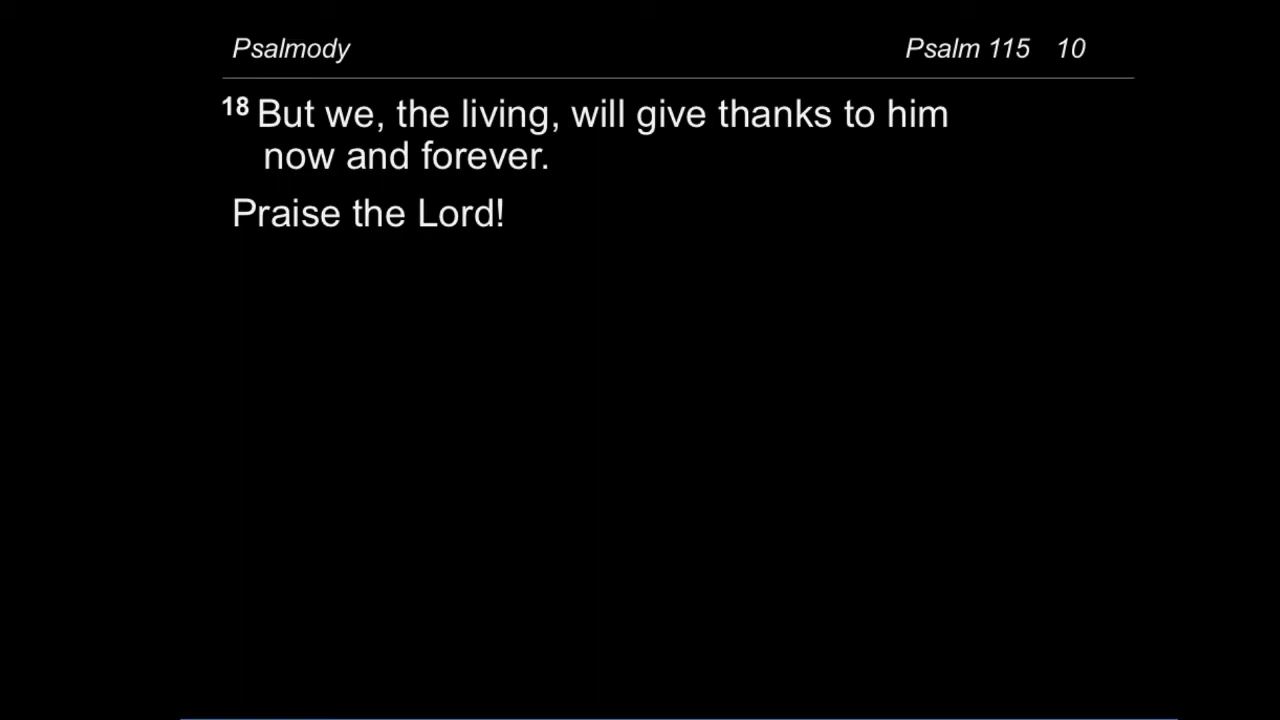 Psalmody Psalm 115 10
18 But we, the living, will give thanks to him
now and forever.
Praise the Lord!